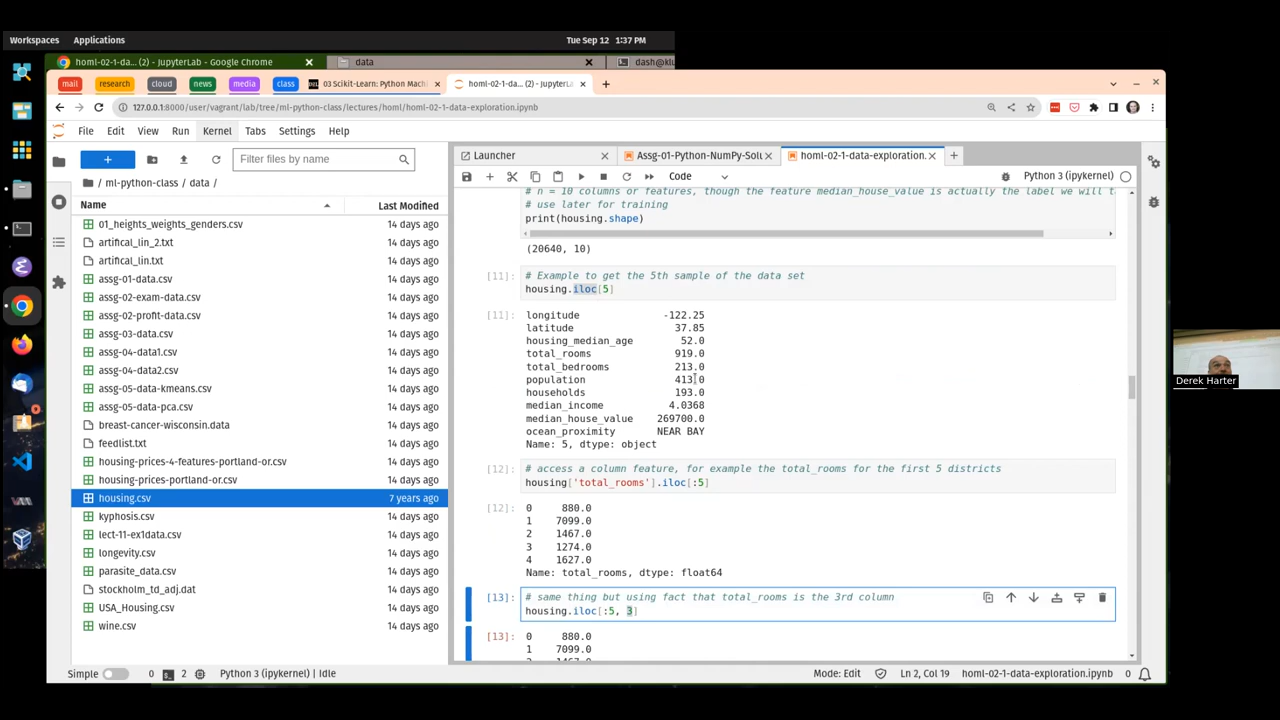 Workspaces Applications Tue Sep 12 1:37 PM
homl-02-1-da... (2) - JupyterLab - Google Chrome data dash@klu
mail research cloud news media class 03 Scikit-Learn: Python Machi homl-02-1-da... (2) - JupyterLa
127.0.0.1:8000/user/vagrant/lab/tree/ml-python-class/lectures/homl/homl-02-1-data-exploration.ipynb
File Edit View Run Kernel Tabs Settings Help
+ Filter files by name
/ ml-python-class / data /
Name Last Modified
01_heights_weights_genders.csv 14 days ago
artifical_lin_2.txt 14 days ago
artifical_lin.txt 14 days ago
assg-01-data.csv 14 days ago
assg-02-exam-data.csv 14 days ago
assg-02-profit-data.csv 14 days ago
assg-03-data.csv 14 days ago
assg-04-data1.csv 14 days ago
assg-04-data2.csv 14 days ago
assg-05-data-kmeans.csv 14 days ago
assg-05-data-pca.csv 14 days ago
breast-cancer-wisconsin.data 14 days ago
feedlist.txt 14 days ago
housing-prices-4-features-portland-or.csv 14 days ago
housing-prices-portland-or.csv 14 days ago
housing.csv 7 years ago
kyphosis.csv 14 days ago
lect-11-ex1data.csv 14 days ago
longevity.csv 14 days ago
parasite_data.csv 14 days ago
stockholm_td_adj.dat 14 days ago
USA_Housing.csv 14 days ago
wine.csv 14 days ago
Launcher Assg-01-Python-NumPy-Solu homl-02-1-data-exploration.
Code Python 3 (ipykernel)
# n = 10 columns or features, though the feature median_house_value is actually the label we will t
# use later for training
print(housing.shape)
(20640, 10)
[11]: # Example to get the 5th sample of the data set
housing.iloc[5]
[11]: longitude -122.25
latitude 37.85
housing_median_age 52.0
total_rooms 919.0
total_bedrooms 213.0
population 413.0
households 193.0
median_income 4.0368
median_house_value 269700.0
ocean_proximity NEAR BAY
Name: 5, dtype: object
[12]: # access a column feature, for example the total_rooms for the first 5 districts
housing['total_rooms'].iloc[:5]
[12]: 0 880.0
1 7099.0
2 1467.0
3 1274.0
4 1627.0
Name: total_rooms, dtype: float64
[13]: # same thing but using fact that total_rooms is the 3rd column
housing.iloc[:5, 3]
[13]: 0 880.0
1 7099.0
Simple 0 2 Python 3 (ipykernel) | Idle Mode: Edit Ln 2, Col 19 homl-02-1-data-exploration.ipynb 0
Derek Harter